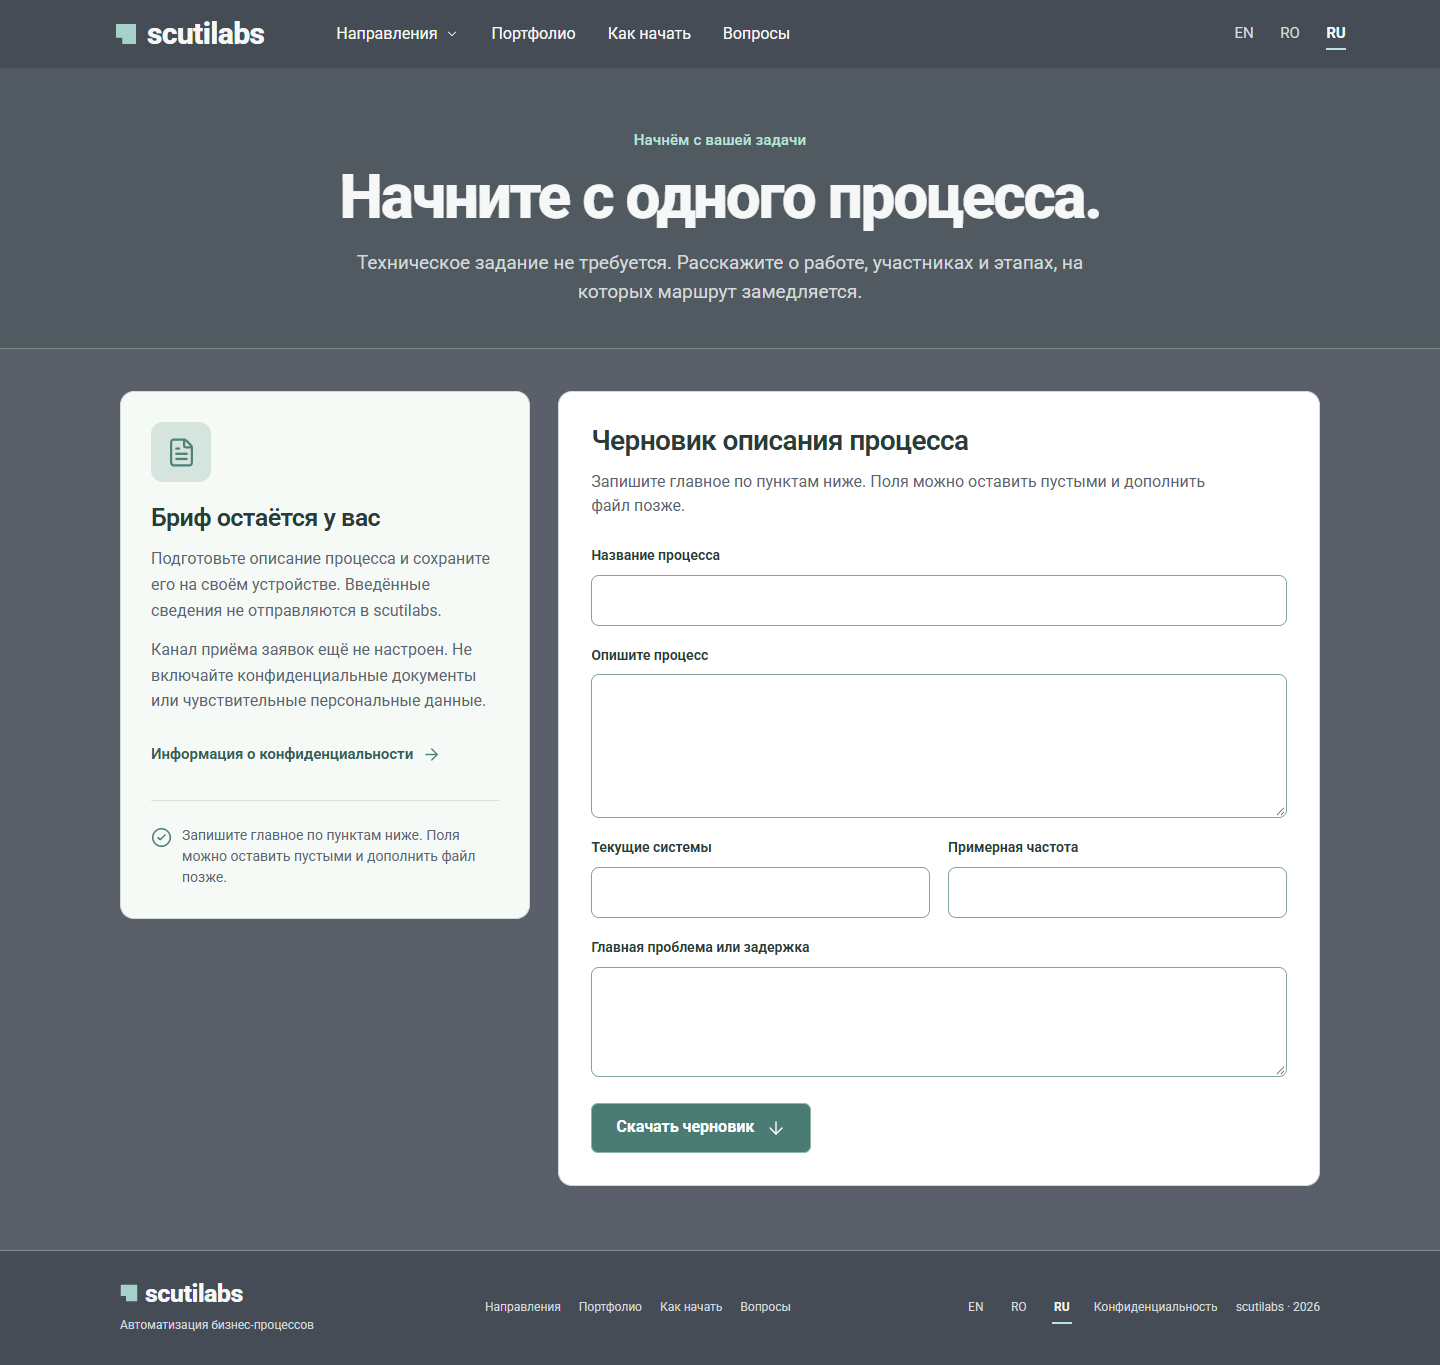 scutilabs
Направления
Портфолио
Как начать
Вопросы
EN
RO
RU
Начнём с вашей задачи
Начните с одного процесса.
Техническое задание не требуется. Расскажите о работе, участниках и этапах, на
которых маршрут замедляется.
Бриф остаётся у вас
Подготовьте описание процесса и сохраните
его на своём устройстве. Введённые
сведения не отправляются в scutilabs.
Канал приёма заявок ещё не настроен. Не
включайте конфиденциальные документы
или чувствительные персональные данные.
Информация о конфиденциальности
Запишите главное по пунктам ниже. Поля
можно оставить пустыми и дополнить файл
позже.
Черновик описания процесса
Запишите главное по пунктам ниже. Поля можно оставить пустыми и дополнить
файл позже.
Название процесса
Опишите процесс
Текущие системы
Примерная частота
Главная проблема или задержка
Скачать черновик
scutilabs
Автоматизация бизнес-процессов
Направления
Портфолио
Как начать
Вопросы
EN
RO
RU
Конфиденциальность
scutilabs · 2026